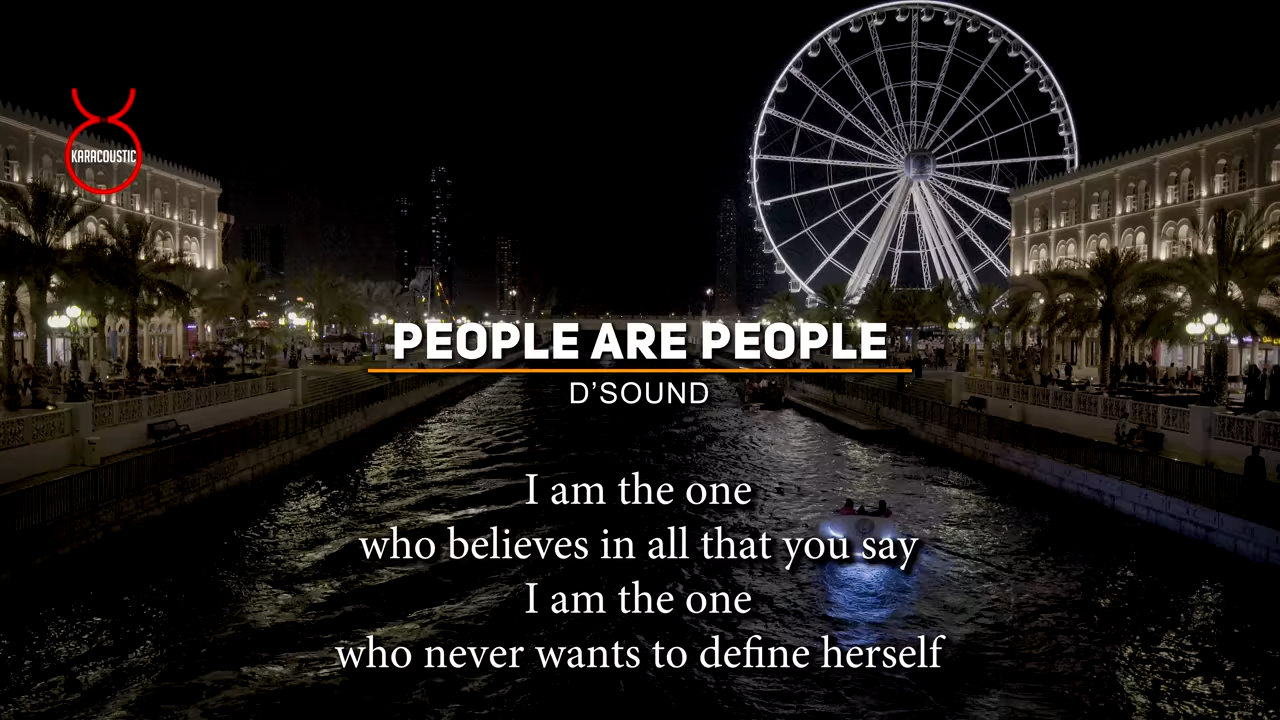 KARACOUSTIC
PEOPLE ARE PEOPLE
D'SOUND
I am the one
who believes in all that you say
I am the one
who never wants to define herself